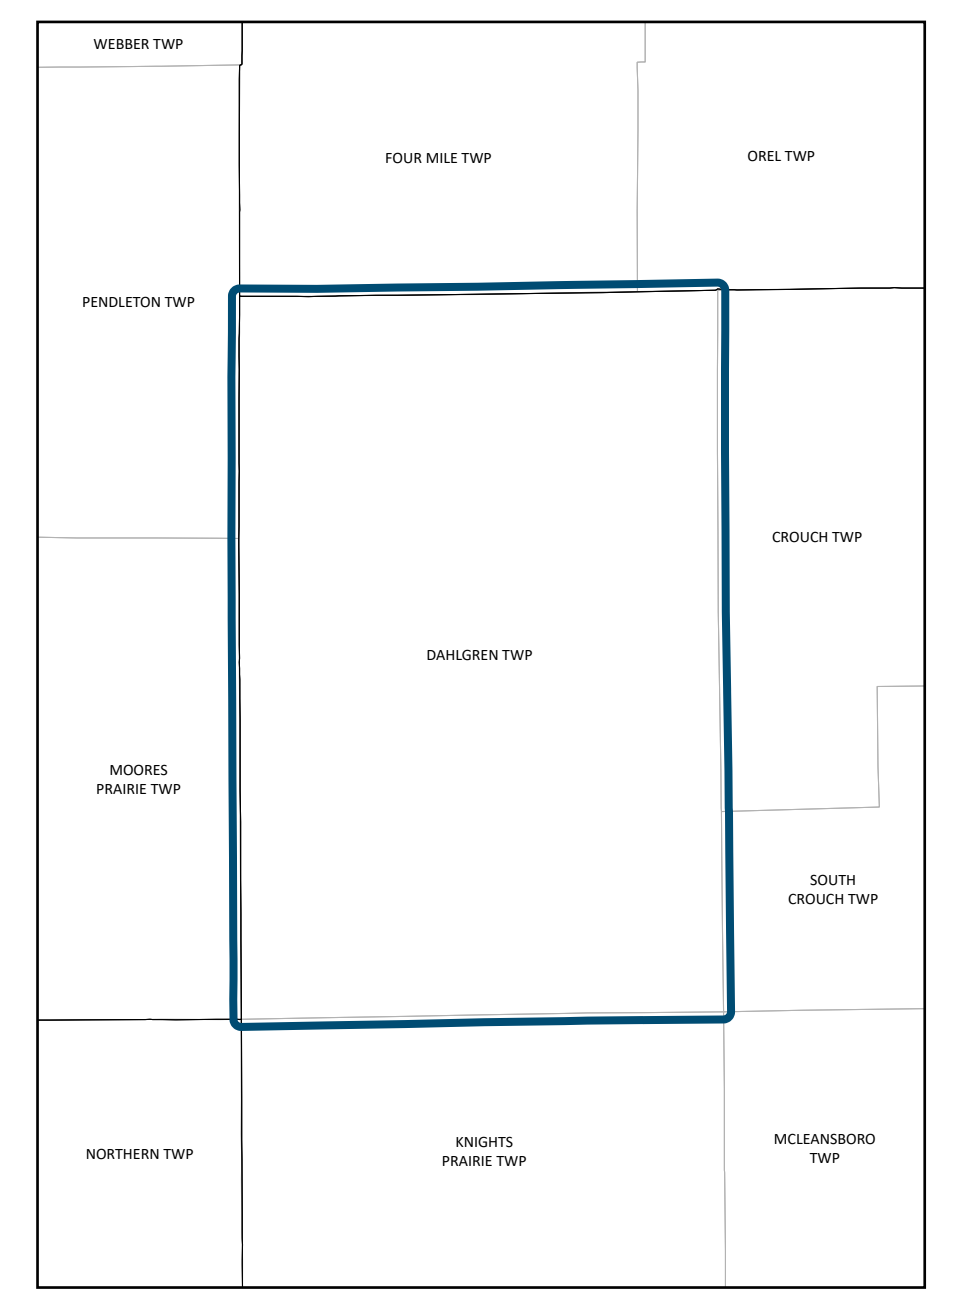 WEBBER TWP
FOUR MILE TWP
OREL TWP
PENDLETON TWP
CROUCH TWP
DAHLGREN TWP
MOORES
PRAIRIE TWP
SOUTH
CROUCH TWP
NORTHERN TWP
KNIGHTS
PRAIRIE TWP
MCLEANSBORO
TWP